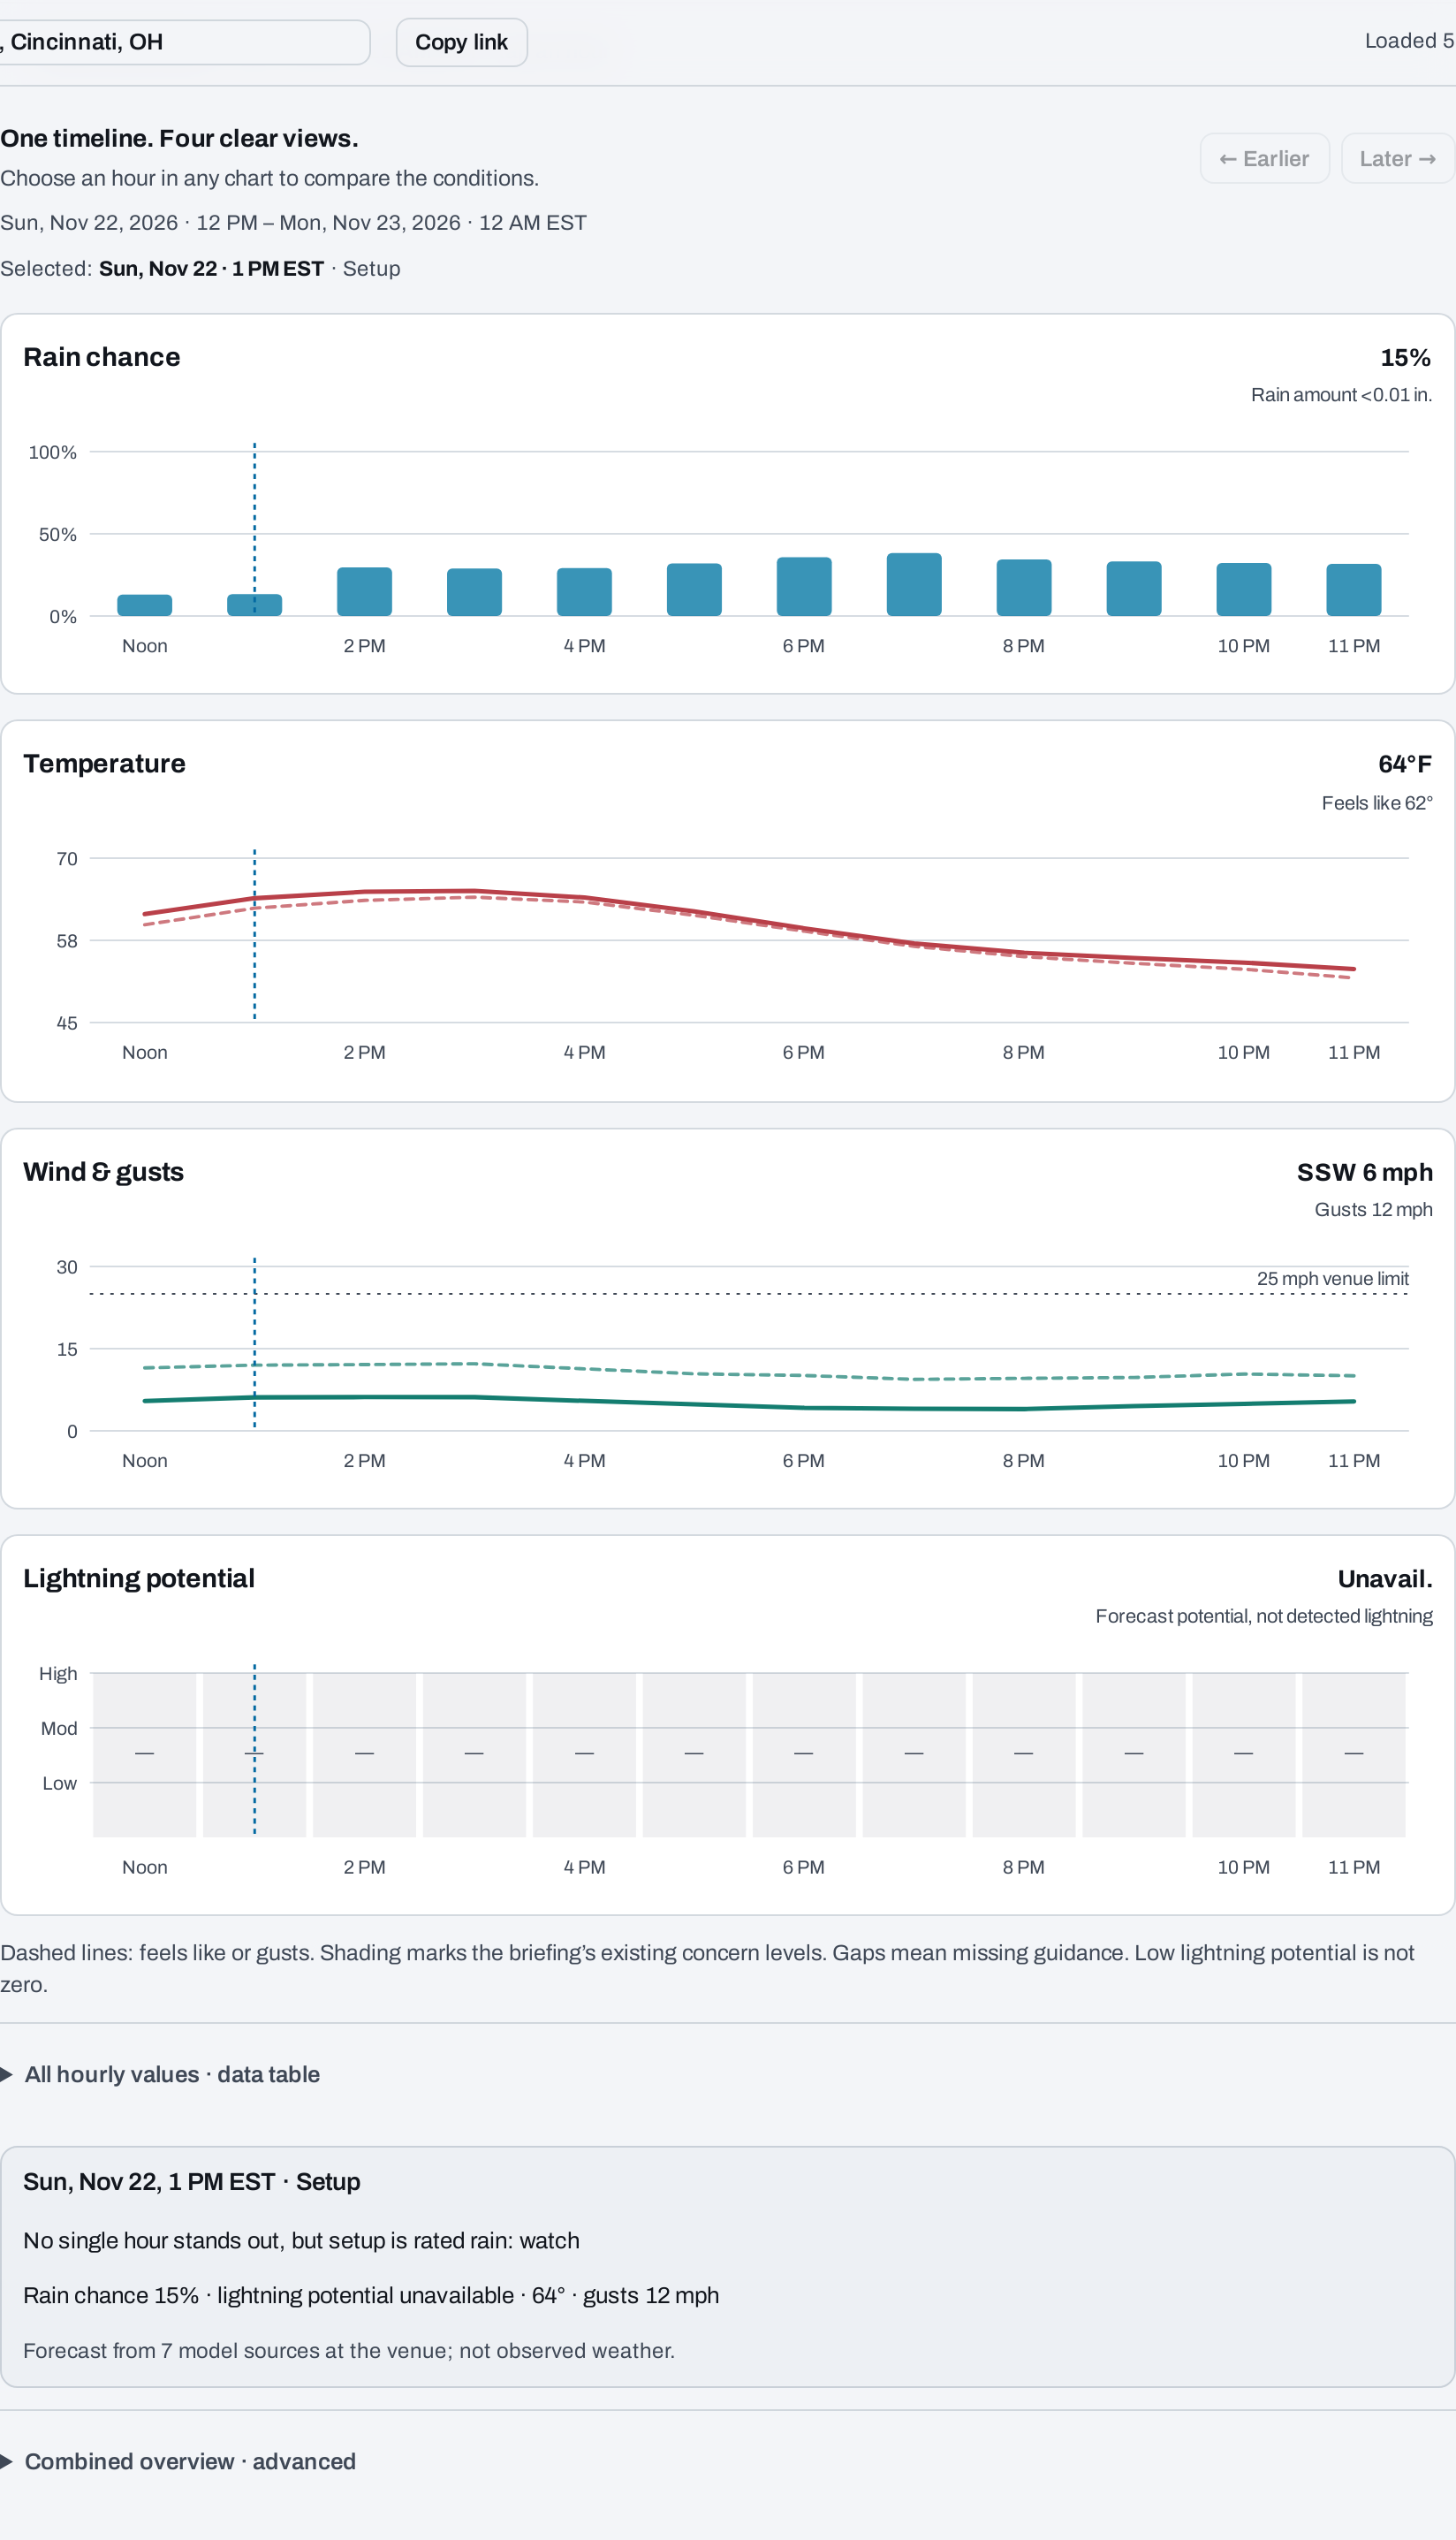 , Cincinnati, OH
Copy link
Loaded 5
One timeline. Four clear views.
← Earlier
Later →
Choose an hour in any chart to compare the conditions.
Sun, Nov 22, 2026 · 12 PM – Mon, Nov 23, 2026 · 12 AM EST
Selected: Sun, Nov 22 · 1 PM EST · Setup
Rain chance
15%
Rain amount <0.01 in.
100%
50%
0%
Noon 2 PM 4 PM 6 PM 8 PM 10 PM 11 PM
Temperature
64°F
Feels like 62°
70
58
45
Noon 2 PM 4 PM 6 PM 8 PM 10 PM 11 PM
Wind & gusts
SSW 6 mph
Gusts 12 mph
30
25 mph venue limit
15
0
Noon 2 PM 4 PM 6 PM 8 PM 10 PM 11 PM
Lightning potential
Unavail.
Forecast potential, not detected lightning
High
Mod
— — — — — — — — — — — —
Low
Noon 2 PM 4 PM 6 PM 8 PM 10 PM 11 PM
Dashed lines: feels like or gusts. Shading marks the briefing’s existing concern levels. Gaps mean missing guidance. Low lightning potential is not
zero.
All hourly values · data table
Sun, Nov 22, 1 PM EST · Setup
No single hour stands out, but setup is rated rain: watch
Rain chance 15% · lightning potential unavailable · 64° · gusts 12 mph
Forecast from 7 model sources at the venue; not observed weather.
Combined overview · advanced